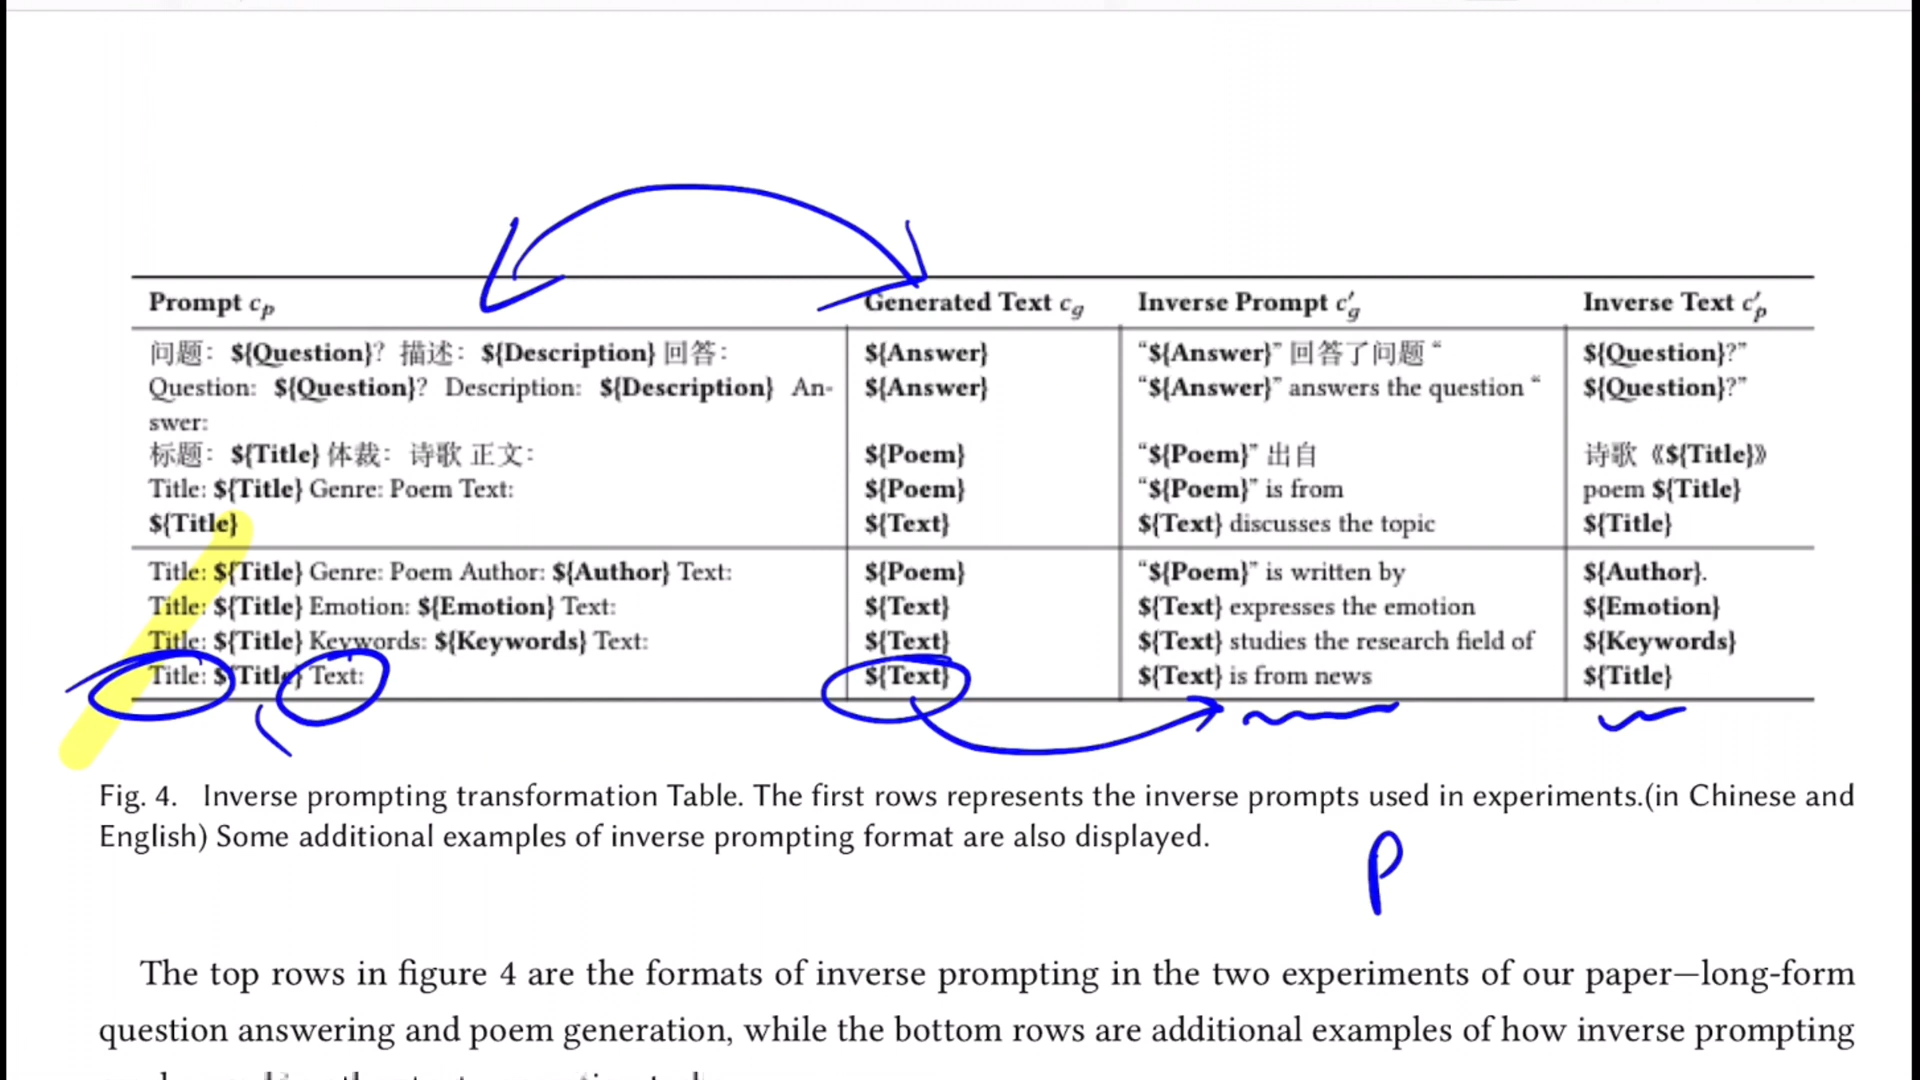 Prompt cp Generated Text cg Inverse Prompt c′g Inverse Text c′p
问题： ${Question}? 描述： ${Description} 回答： ${Answer} “${Answer}” 回答了问题 “ ${Question}?”
Question: ${Question}? Description: ${Description} An- ${Answer} “${Answer}” answers the question “ ${Question}?”
swer:
标题： ${Title} 体裁： 诗歌 正文： ${Poem} “${Poem}” 出自 诗歌《${Title}》
Title: ${Title} Genre: Poem Text: ${Poem} “${Poem}” is from poem ${Title}
${Title} ${Text} ${Text} discusses the topic ${Title}
Title: ${Title} Genre: Poem Author: ${Author} Text: ${Poem} “${Poem}” is written by ${Author}.
Title: ${Title} Emotion: ${Emotion} Text: ${Text} ${Text} expresses the emotion ${Emotion}
Title: ${Title} Keywords: ${Keywords} Text: ${Text} ${Text} studies the research field of ${Keywords}
Title: ${Title} Text: ${Text} ${Text} is from news ${Title}
Fig. 4. Inverse prompting transformation Table. The first rows represents the inverse prompts used in experiments.(in Chinese and
English) Some additional examples of inverse prompting format are also displayed.
P
The top rows in figure 4 are the formats of inverse prompting in the two experiments of our paper—long-form
question answering and poem generation, while the bottom rows are additional examples of how inverse prompting